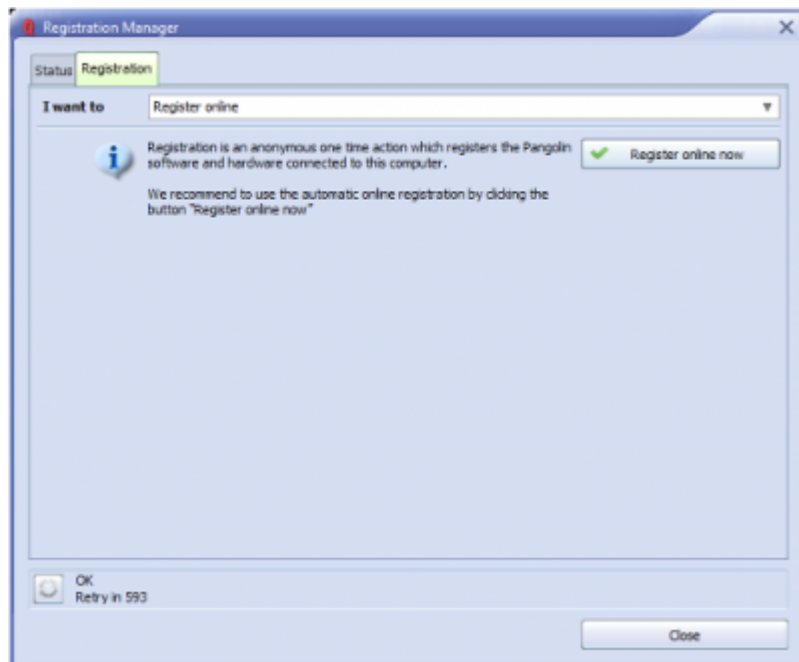 Registration Manager
Status
Registration
I want to
Register online
Registration is an anonymous one time action which registers the Pangolin
software and hardware connected to this computer.
Register online now
We recommend to use the automatic online registration by clicking the
button "Register online now"
OK
Retry in 593
Close